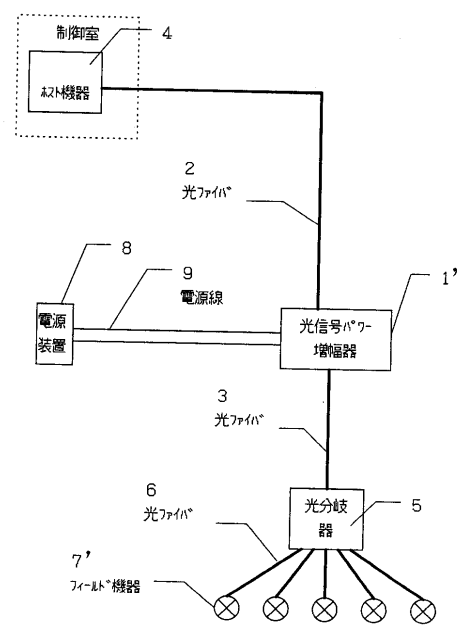 制御室
4
ﾎｽﾄ機器
2
光ﾌｧｲﾊﾞ
8
9
電源線
1'
電源
装置
光信号ﾊﾟﾜｰ
増幅器
3
光ﾌｧｲﾊﾞ
6
光ﾌｧｲﾊﾞ
光分岐
器
5
7'
ﾌｨｰﾙﾄﾞ機器